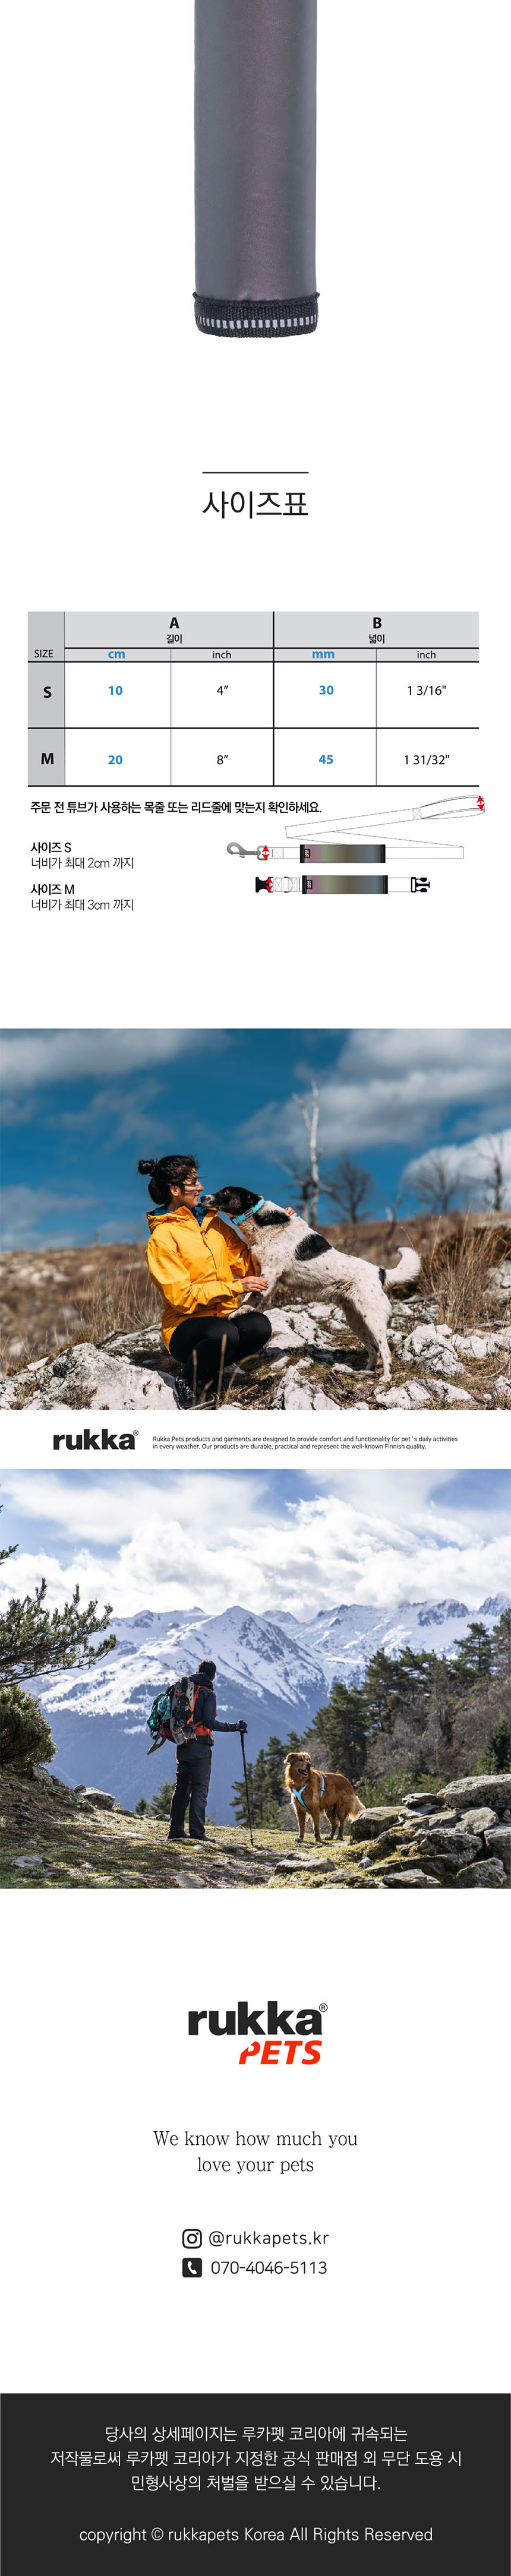 사이즈표
A B
길이 넓이
SIZE cm inch mm inch
S 10 4″ 30 1 3/16"
M 20 8″ 45 1 31/32"
주문 전 튜브가 사용하는 목줄 또는 리드줄에 맞는지 확인하세요.
사이즈 S
너비가 최대 2cm 까지
사이즈 M
너비가 최대 3cm 까지
rukka®
Rukka Pets products and garments are designed to provide comfort and functionality for pet´s daily activities
in every weather. Our products are durable, practical and represent the well-known Finnish quality.
rukka®
PETS
We know how much you
love your pets
@rukkapets.kr
070-4046-5113
당사의 상세페이지는 루카펫 코리아에 귀속되는
저작물로써 루카펫 코리아가 지정한 공식 판매점 외 무단 도용 시
민형사상의 처벌을 받으실 수 있습니다.
copyright © rukkapets Korea All Rights Reserved